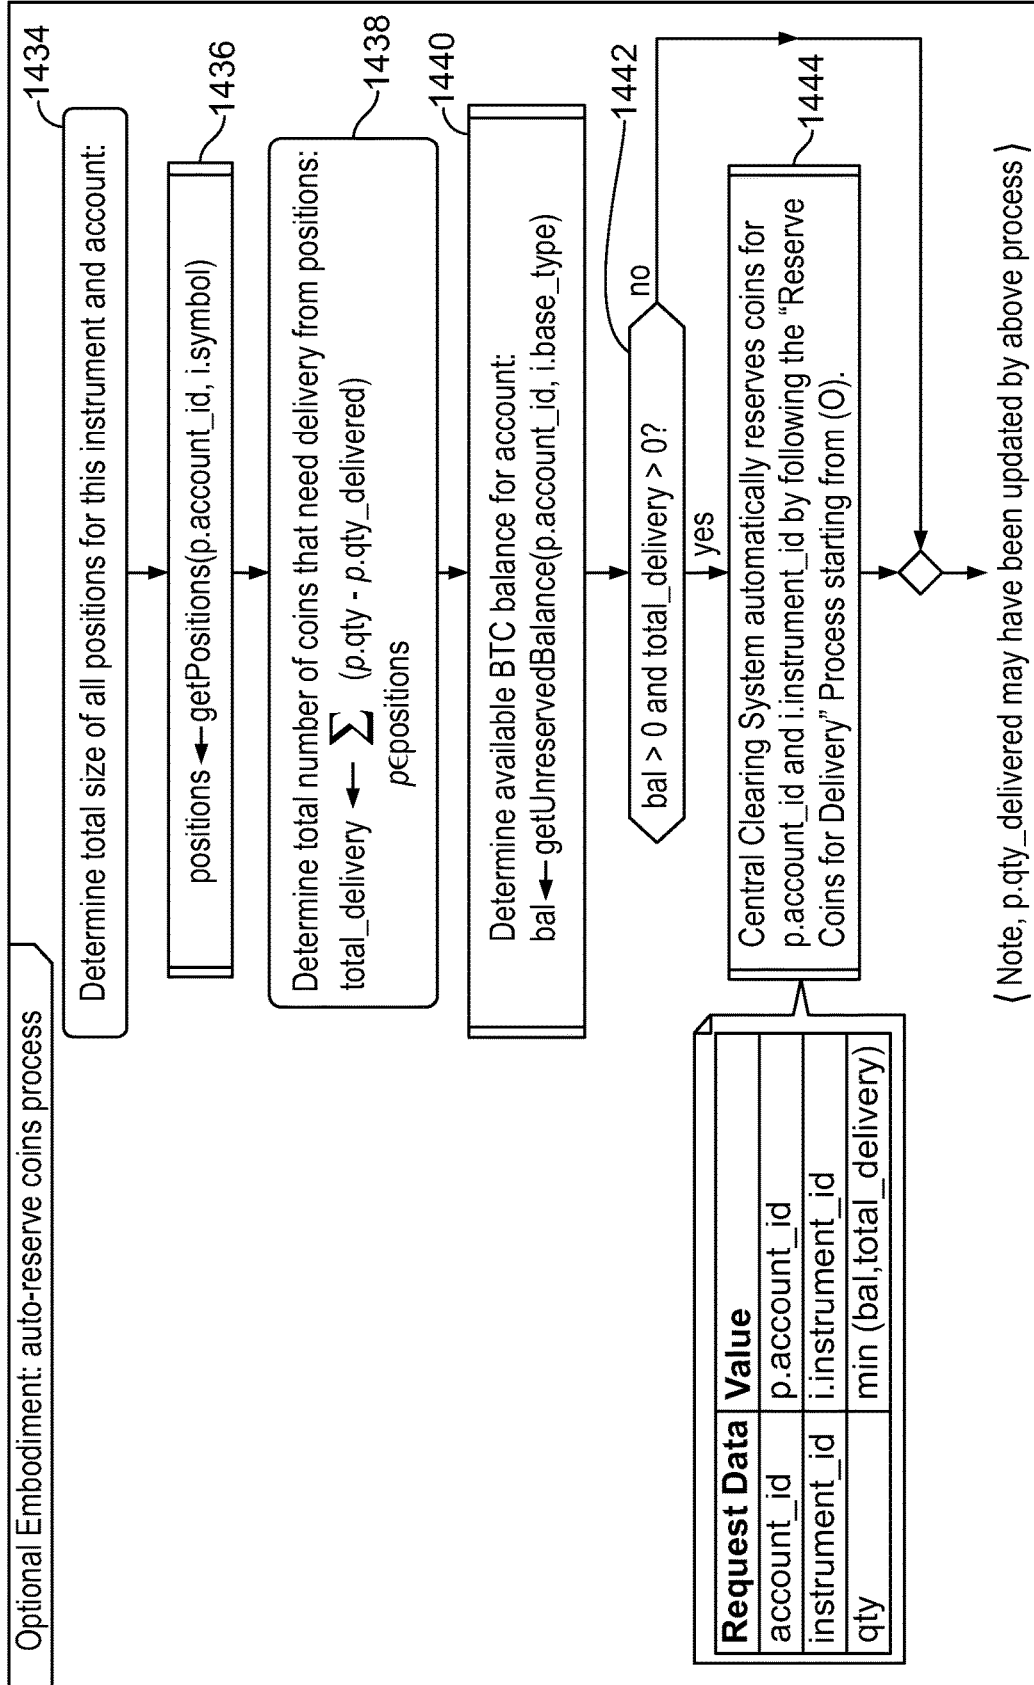 Optional Embodiment: auto-reserve coins process
1434
Determine total size of all positions for this instrument and account:
1436
positions ← getPositions(p.account_id, i.symbol)
1438
Determine total number of coins that need delivery from positions:
total_delivery ← ∑ (p.qty - p.qty_delivered)
p∈positions
1440
Determine available BTC balance for account:
bal ← getUnreservedBalance(p.account_id, i.base_type)
1442
bal > 0 and total_delivery > 0?
no
yes
1444
Central Clearing System automatically reserves coins for
p.account_id and i.instrument_id by following the “Reserve
Coins for Delivery” Process starting from (O).
Request Data Value
account_id p.account_id
instrument_id i.instrument_id
qty min (bal,total_delivery)
⟨ Note, p.qty_delivered may have been updated by above process ⟩